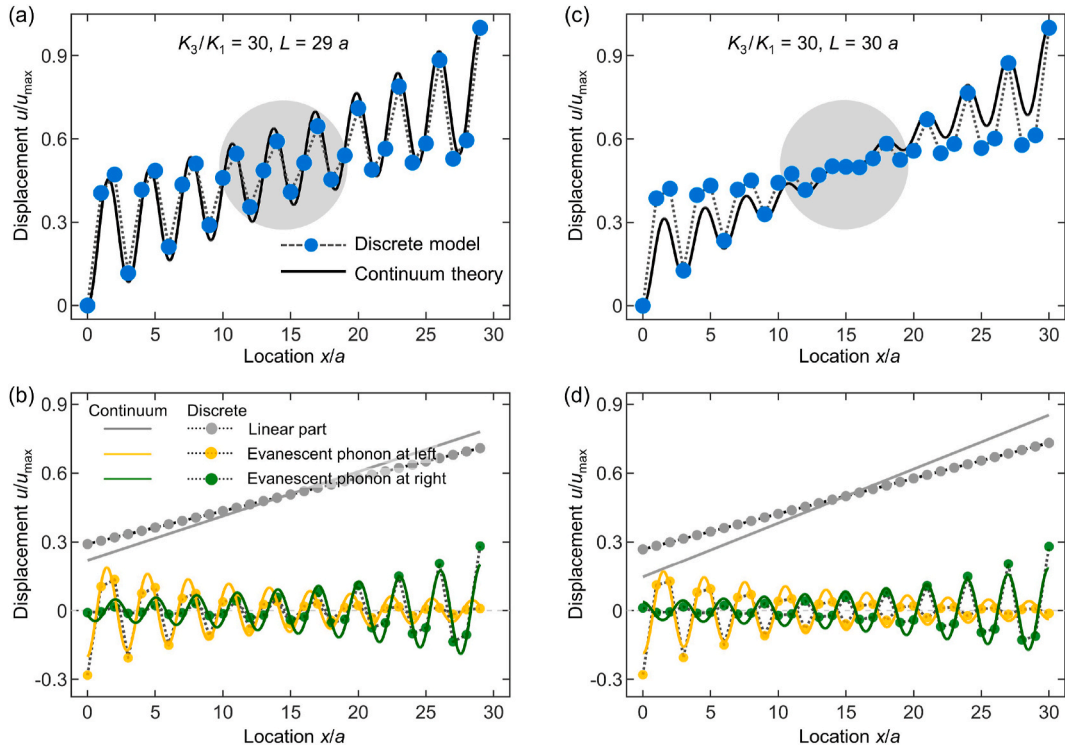 (a)
K₃/K₁ = 30, L = 29 a
Displacement u/uₘₐₓ
0.9
0.6
0.3
0
Discrete model
Continuum theory
0 5 10 15 20 25 30
Location x/a
(c)
K₃/K₁ = 30, L = 30 a
Displacement u/uₘₐₓ
0.9
0.6
0.3
0
0 5 10 15 20 25 30
Location x/a
(b)
Continuum Discrete
Linear part
Evanescent phonon at left
Evanescent phonon at right
Displacement u/uₘₐₓ
0.9
0.6
0.3
0
-0.3
0 5 10 15 20 25 30
Location x/a
(d)
Displacement u/uₘₐₓ
0.9
0.6
0.3
0
-0.3
0 5 10 15 20 25 30
Location x/a